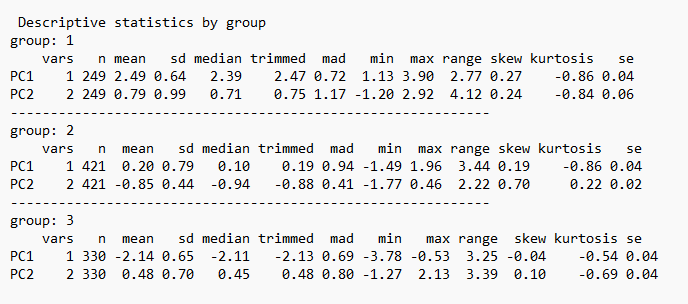 Descriptive statistics by group
group: 1
    vars   n mean   sd median trimmed  mad   min  max range skew kurtosis   se
PC1    1 249 2.49 0.64   2.39    2.47 0.72  1.13 3.90  2.77 0.27    -0.86 0.04
PC2    2 249 0.79 0.99   0.71    0.75 1.17 -1.20 2.92  4.12 0.24    -0.84 0.06
-----------------------------------------------------------
group: 2
    vars   n  mean   sd median trimmed  mad   min  max range skew kurtosis   se
PC1    1 421  0.20 0.79   0.10    0.19 0.94 -1.49 1.96  3.44 0.19    -0.86 0.04
PC2    2 421 -0.85 0.44  -0.94   -0.88 0.41 -1.77 0.46  2.22 0.70     0.22 0.02
-----------------------------------------------------------
group: 3
    vars   n  mean   sd median trimmed  mad   min   max range  skew kurtosis   se
PC1    1 330 -2.14 0.65  -2.11   -2.13 0.69 -3.78 -0.53  3.25 -0.04    -0.54 0.04
PC2    2 330  0.48 0.70   0.45    0.48 0.80 -1.27  2.13  3.39  0.10    -0.69 0.04